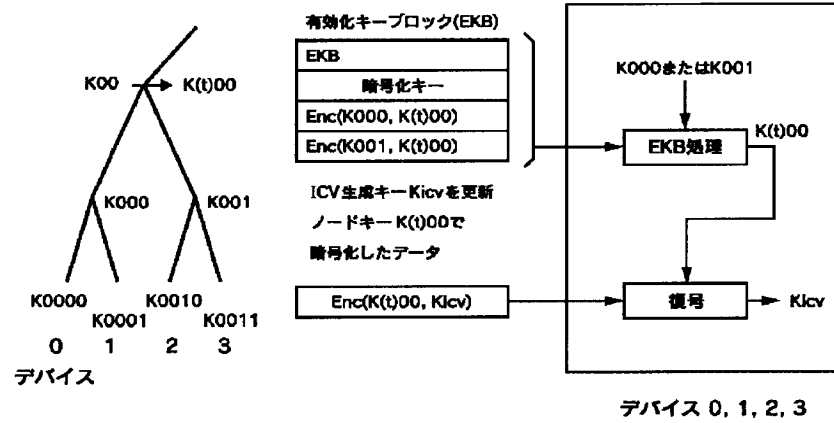 K00
K(t)00
K000
K001
K0000
K0001
K0010
K0011
0 1 2 3
デバイス
有効化キーブロック(EKB)
EKB
暗号化キー
Enc(K000, K(t)00)
Enc(K001, K(t)00)
ICV生成キーKicvを更新
ノードキーK(t)00で
暗号化したデータ
Enc(K(t)00, Kicv)
K000またはK001
EKB処理
K(t)00
復号
Kicv
デバイス 0, 1, 2, 3